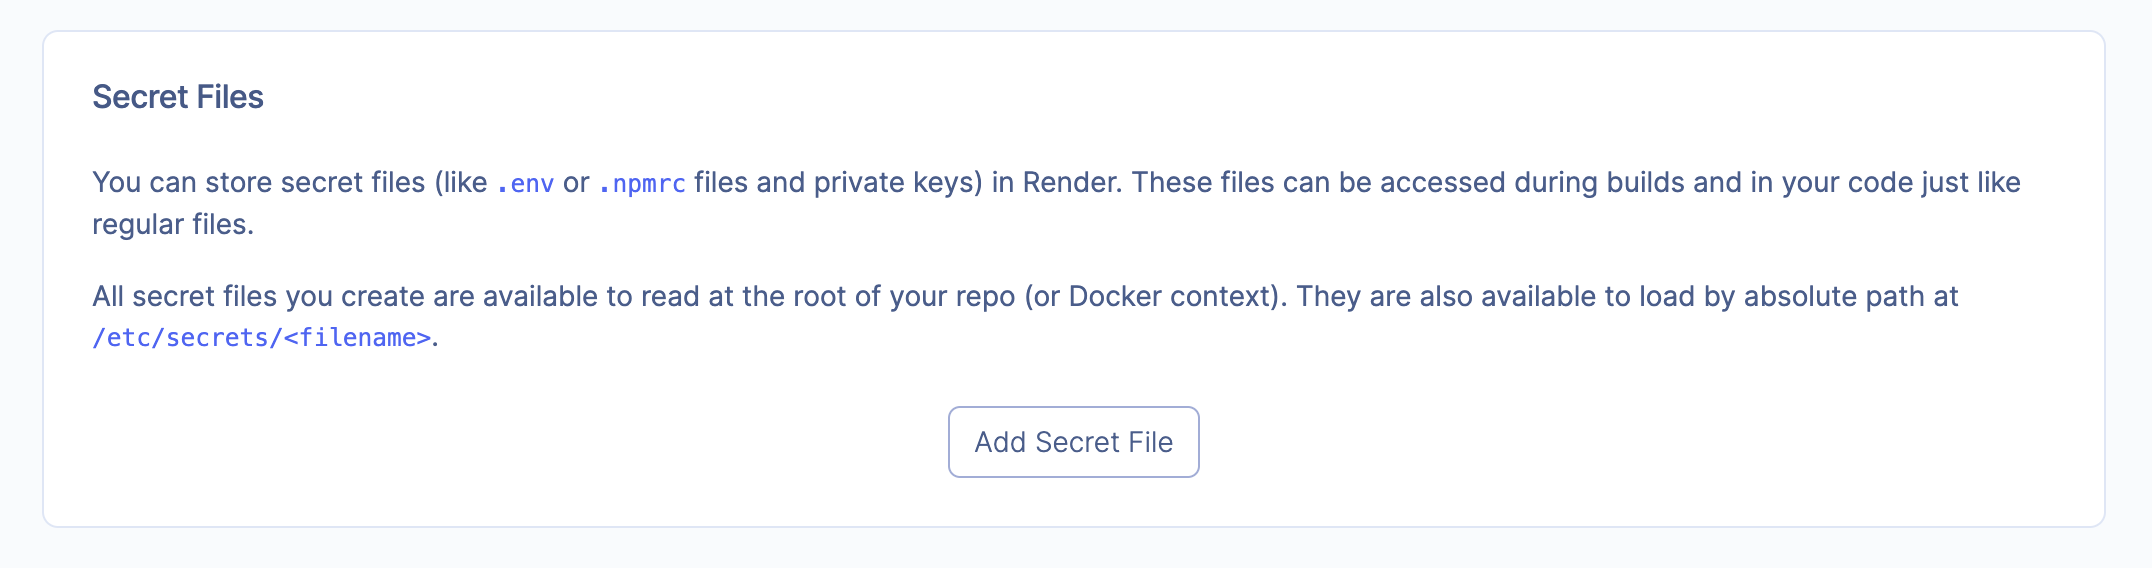 Secret Files
You can store secret files (like .env or .npmrc files and private keys) in Render. These files can be accessed during builds and in your code just like
regular files.
All secret files you create are available to read at the root of your repo (or Docker context). They are also available to load by absolute path at
/etc/secrets/<filename>.
Add Secret File